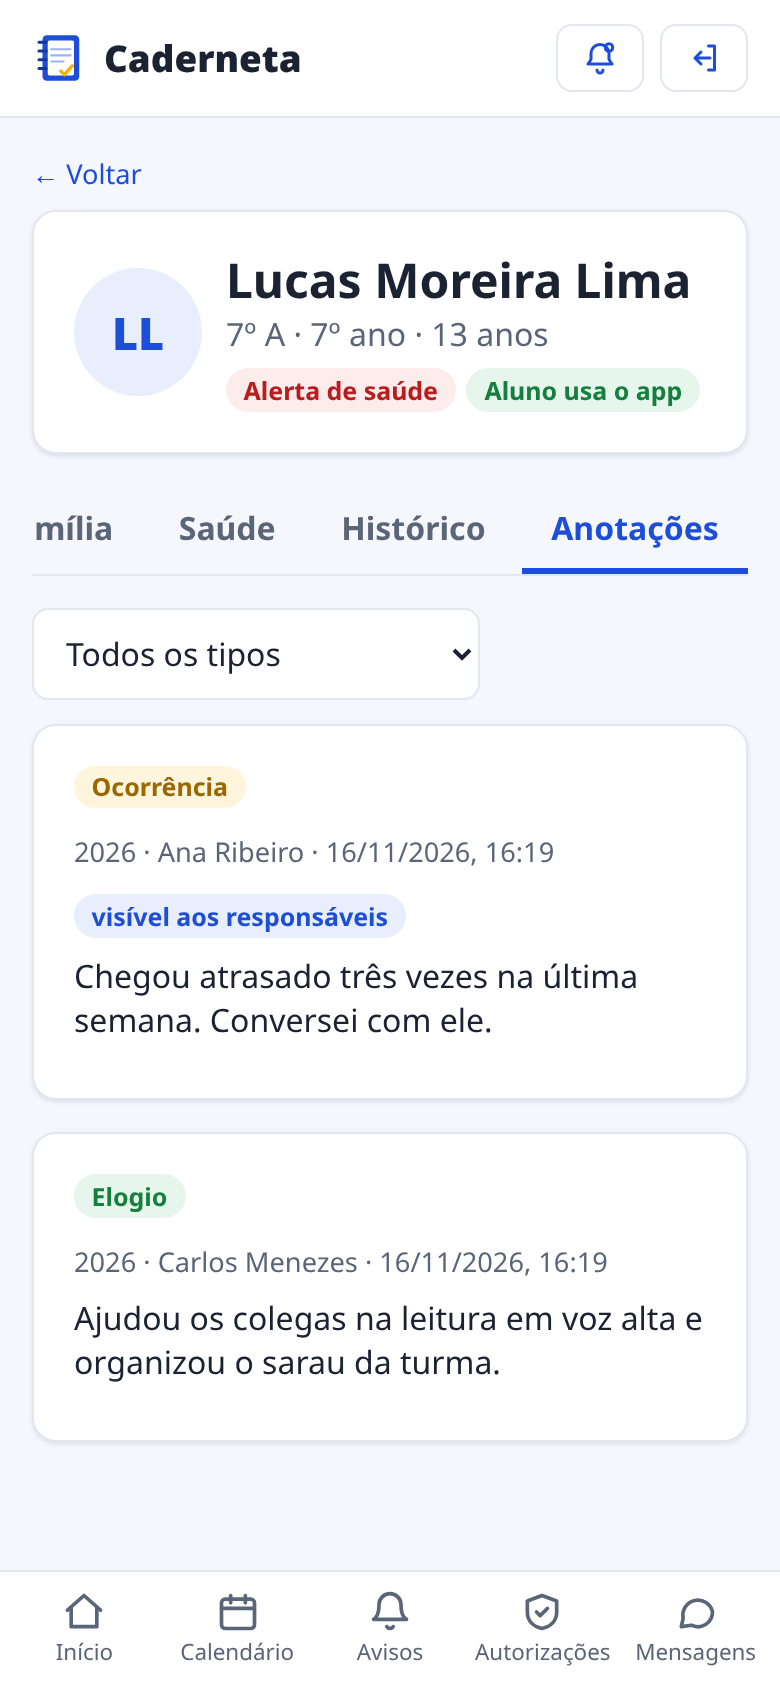 Caderneta
← Voltar
LL
Lucas Moreira Lima
7º A · 7º ano · 13 anos
Alerta de saúde Aluno usa o app
mília Saúde Histórico Anotações
Todos os tipos
Ocorrência
2026 · Ana Ribeiro · 16/11/2026, 16:19
visível aos responsáveis
Chegou atrasado três vezes na última
semana. Conversei com ele.
Elogio
2026 · Carlos Menezes · 16/11/2026, 16:19
Ajudou os colegas na leitura em voz alta e
organizou o sarau da turma.
Início Calendário Avisos Autorizações Mensagens